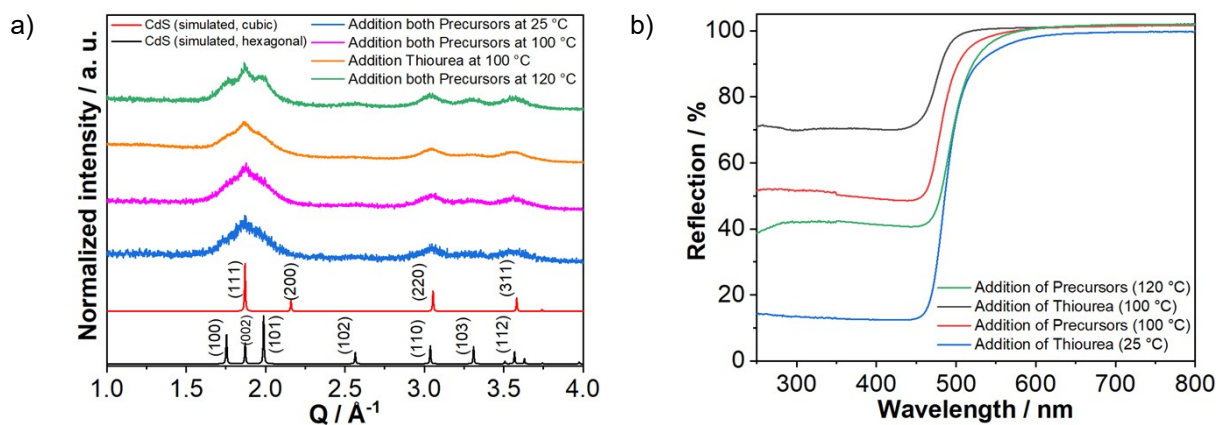 a)
CdS (simulated, cubic)
CdS (simulated, hexagonal)
Addition both Precursors at 25 °C
Addition both Precursors at 100 °C
Addition Thiourea at 100 °C
Addition both Precursors at 120 °C
Normalized intensity / a. u.
(111)
(200)
(220)
(311)
(100)
(002)
(101)
(102)
(110)
(103)
(112)
1.0 1.5 2.0 2.5 3.0 3.5 4.0
Q / Å-1
b)
Reflection / %
100
80
60
40
20
0
Addition of Precursors (120 °C)
Addition of Thiourea (100 °C)
Addition of Precursors (100 °C)
Addition of Thiourea (25 °C)
300 400 500 600 700 800
Wavelength / nm